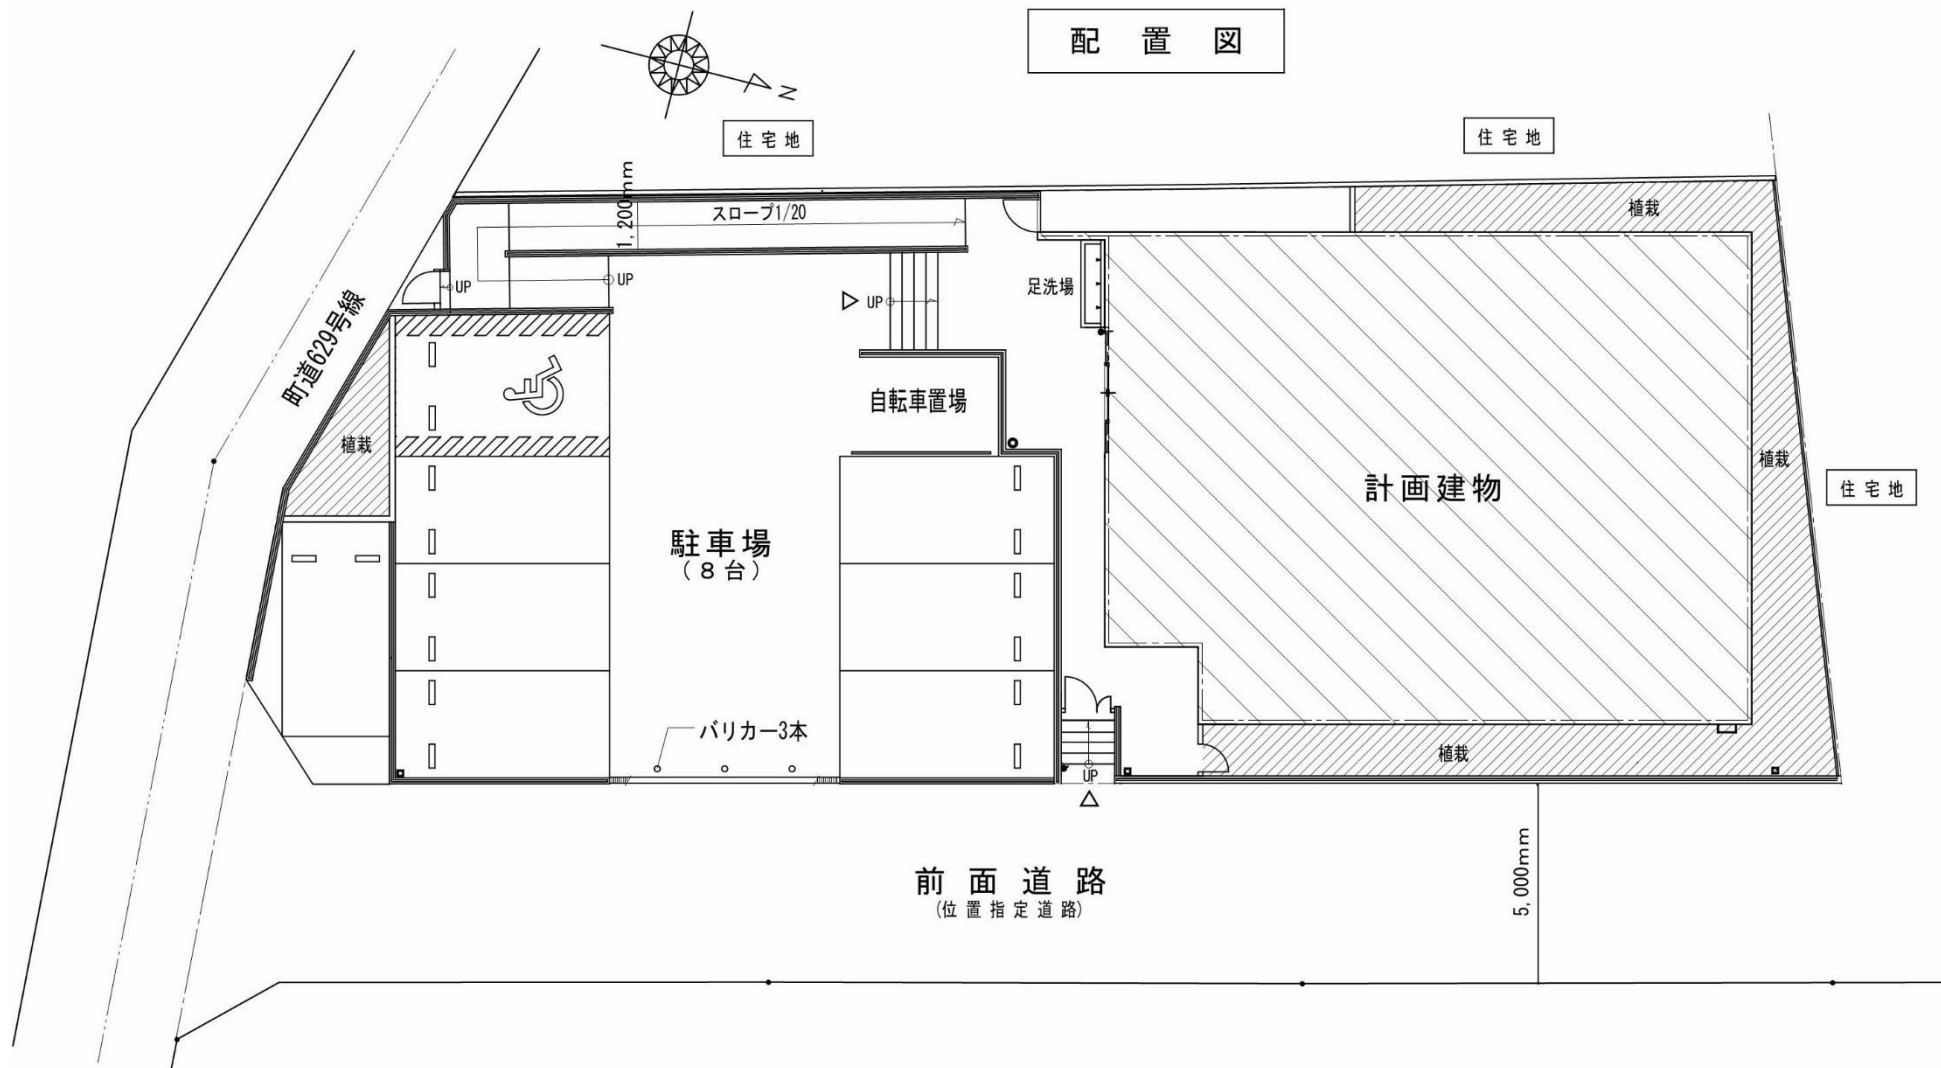 配置図
N
住宅地
住宅地
1,200mm
スロープ1/20
植栽
UP
UP
UP
足洗場
町道629号線
自転車置場
植栽
計画建物
植栽
住宅地
駐車場
(8台)
バリカー3本
植栽
UP
前面道路
(位置指定道路)
5,000mm